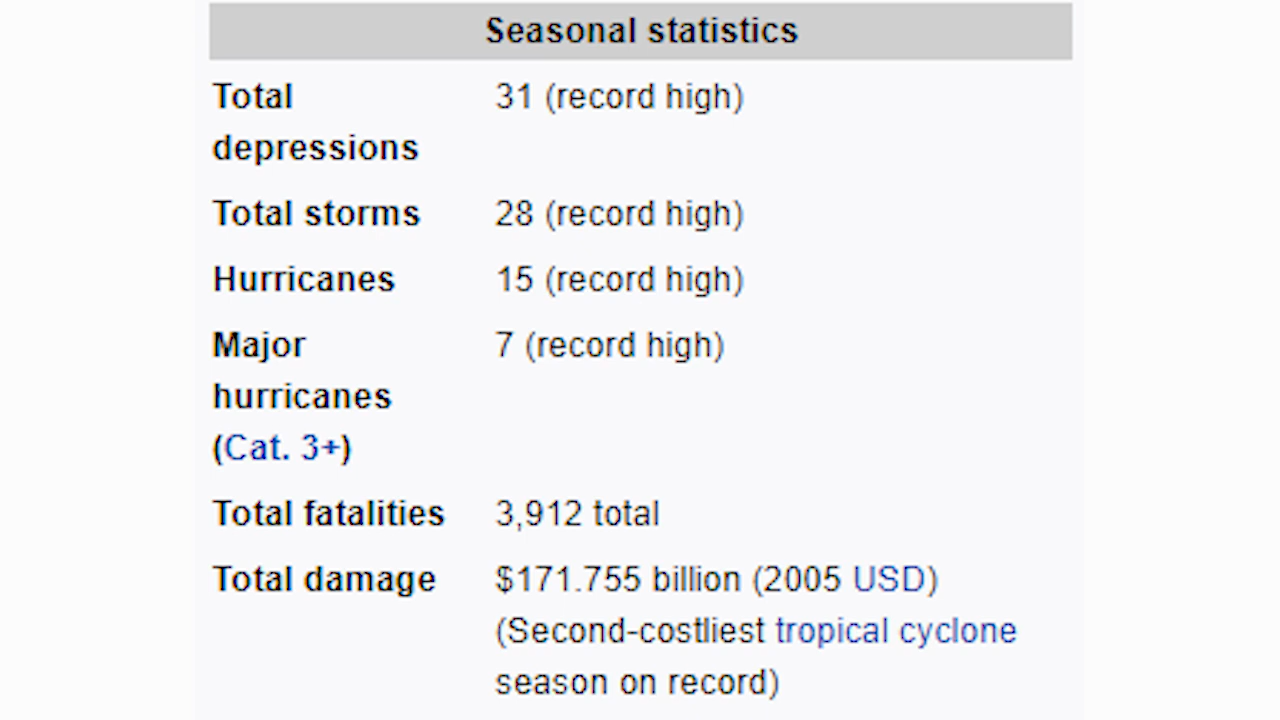 Seasonal statistics
Total depressions 31 (record high)
Total storms 28 (record high)
Hurricanes 15 (record high)
Major hurricanes (Cat. 3+) 7 (record high)
Total fatalities 3,912 total
Total damage $171.755 billion (2005 USD)
(Second-costliest tropical cyclone
season on record)